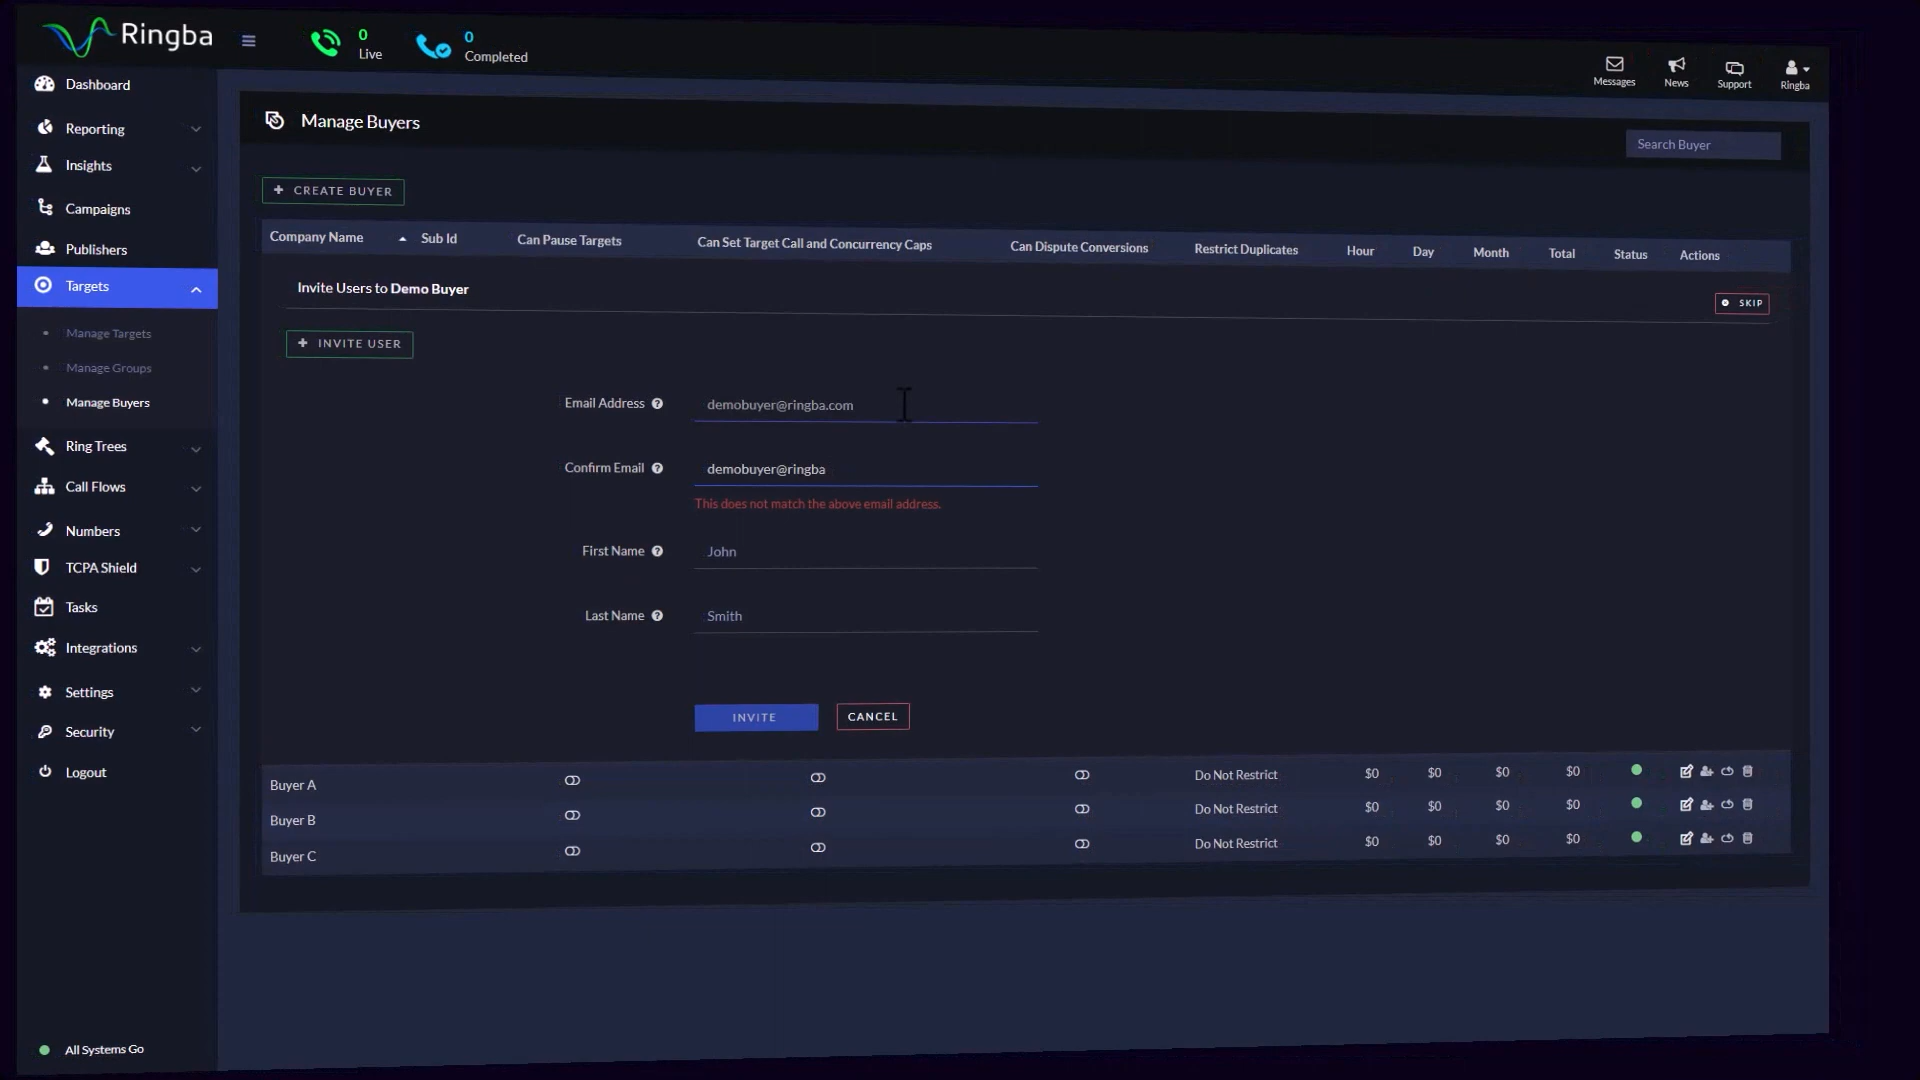 Ringba
0 Live
0 Completed
Messages
News
Support
Ringba
Dashboard
Reporting
Insights
Campaigns
Publishers
Targets
Manage Targets
Manage Groups
Manage Buyers
Ring Trees
Call Flows
Numbers
TCPA Shield
Tasks
Integrations
Settings
Security
Logout
All Systems Go
Manage Buyers
Search Buyer
+ CREATE BUYER
Company Name Sub Id Can Pause Targets Can Set Target Call and Concurrency Caps Can Dispute Conversions Restrict Duplicates Hour Day Month Total Status Actions
Invite Users to Demo Buyer
SKIP
+ INVITE USER
Email Address demobuyer@ringba.com
Confirm Email demobuyer@ringba
This does not match the above email address.
First Name John
Last Name Smith
INVITE CANCEL
Buyer A Do Not Restrict $0 $0 $0 $0
Buyer B Do Not Restrict $0 $0 $0 $0
Buyer C Do Not Restrict $0 $0 $0 $0